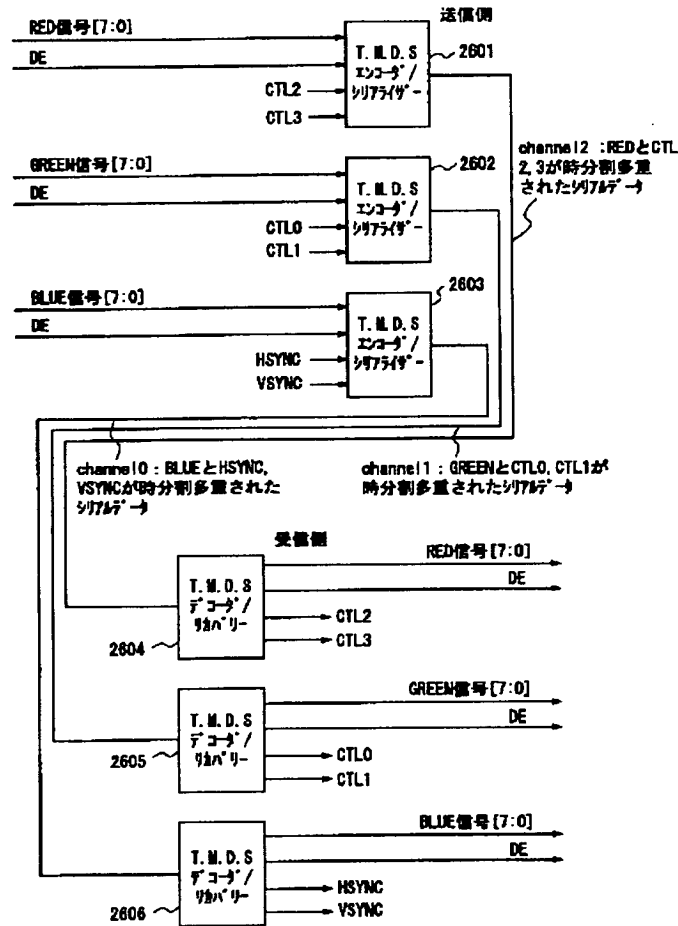 送信側
RED信号[7:0]
DE
CTL2
CTL3
T.M.D.S
エンコーダ/
シリアライザー
2601
channel2 :REDとCTL
2,3が時分割多重
されたシリアルデータ
GREEN信号[7:0]
DE
CTL0
CTL1
T.M.D.S
エンコーダ/
シリアライザー
2602
BLUE信号[7:0]
DE
HSYNC
VSYNC
T.M.D.S
エンコーダ/
シリアライザー
2603
channel0 : BLUEとHSYNC,
VSYNCが時分割多重された
シリアルデータ
channel1 : GREENとCTL0, CTL1が
時分割多重されたシリアルデータ
受信側
T.M.D.S
デコーダ/
リカバリー
2604
RED信号[7:0]
DE
CTL2
CTL3
T.M.D.S
デコーダ/
リカバリー
2605
GREEN信号[7:0]
DE
CTL0
CTL1
T.M.D.S
デコーダ/
リカバリー
2606
BLUE信号[7:0]
DE
HSYNC
VSYNC